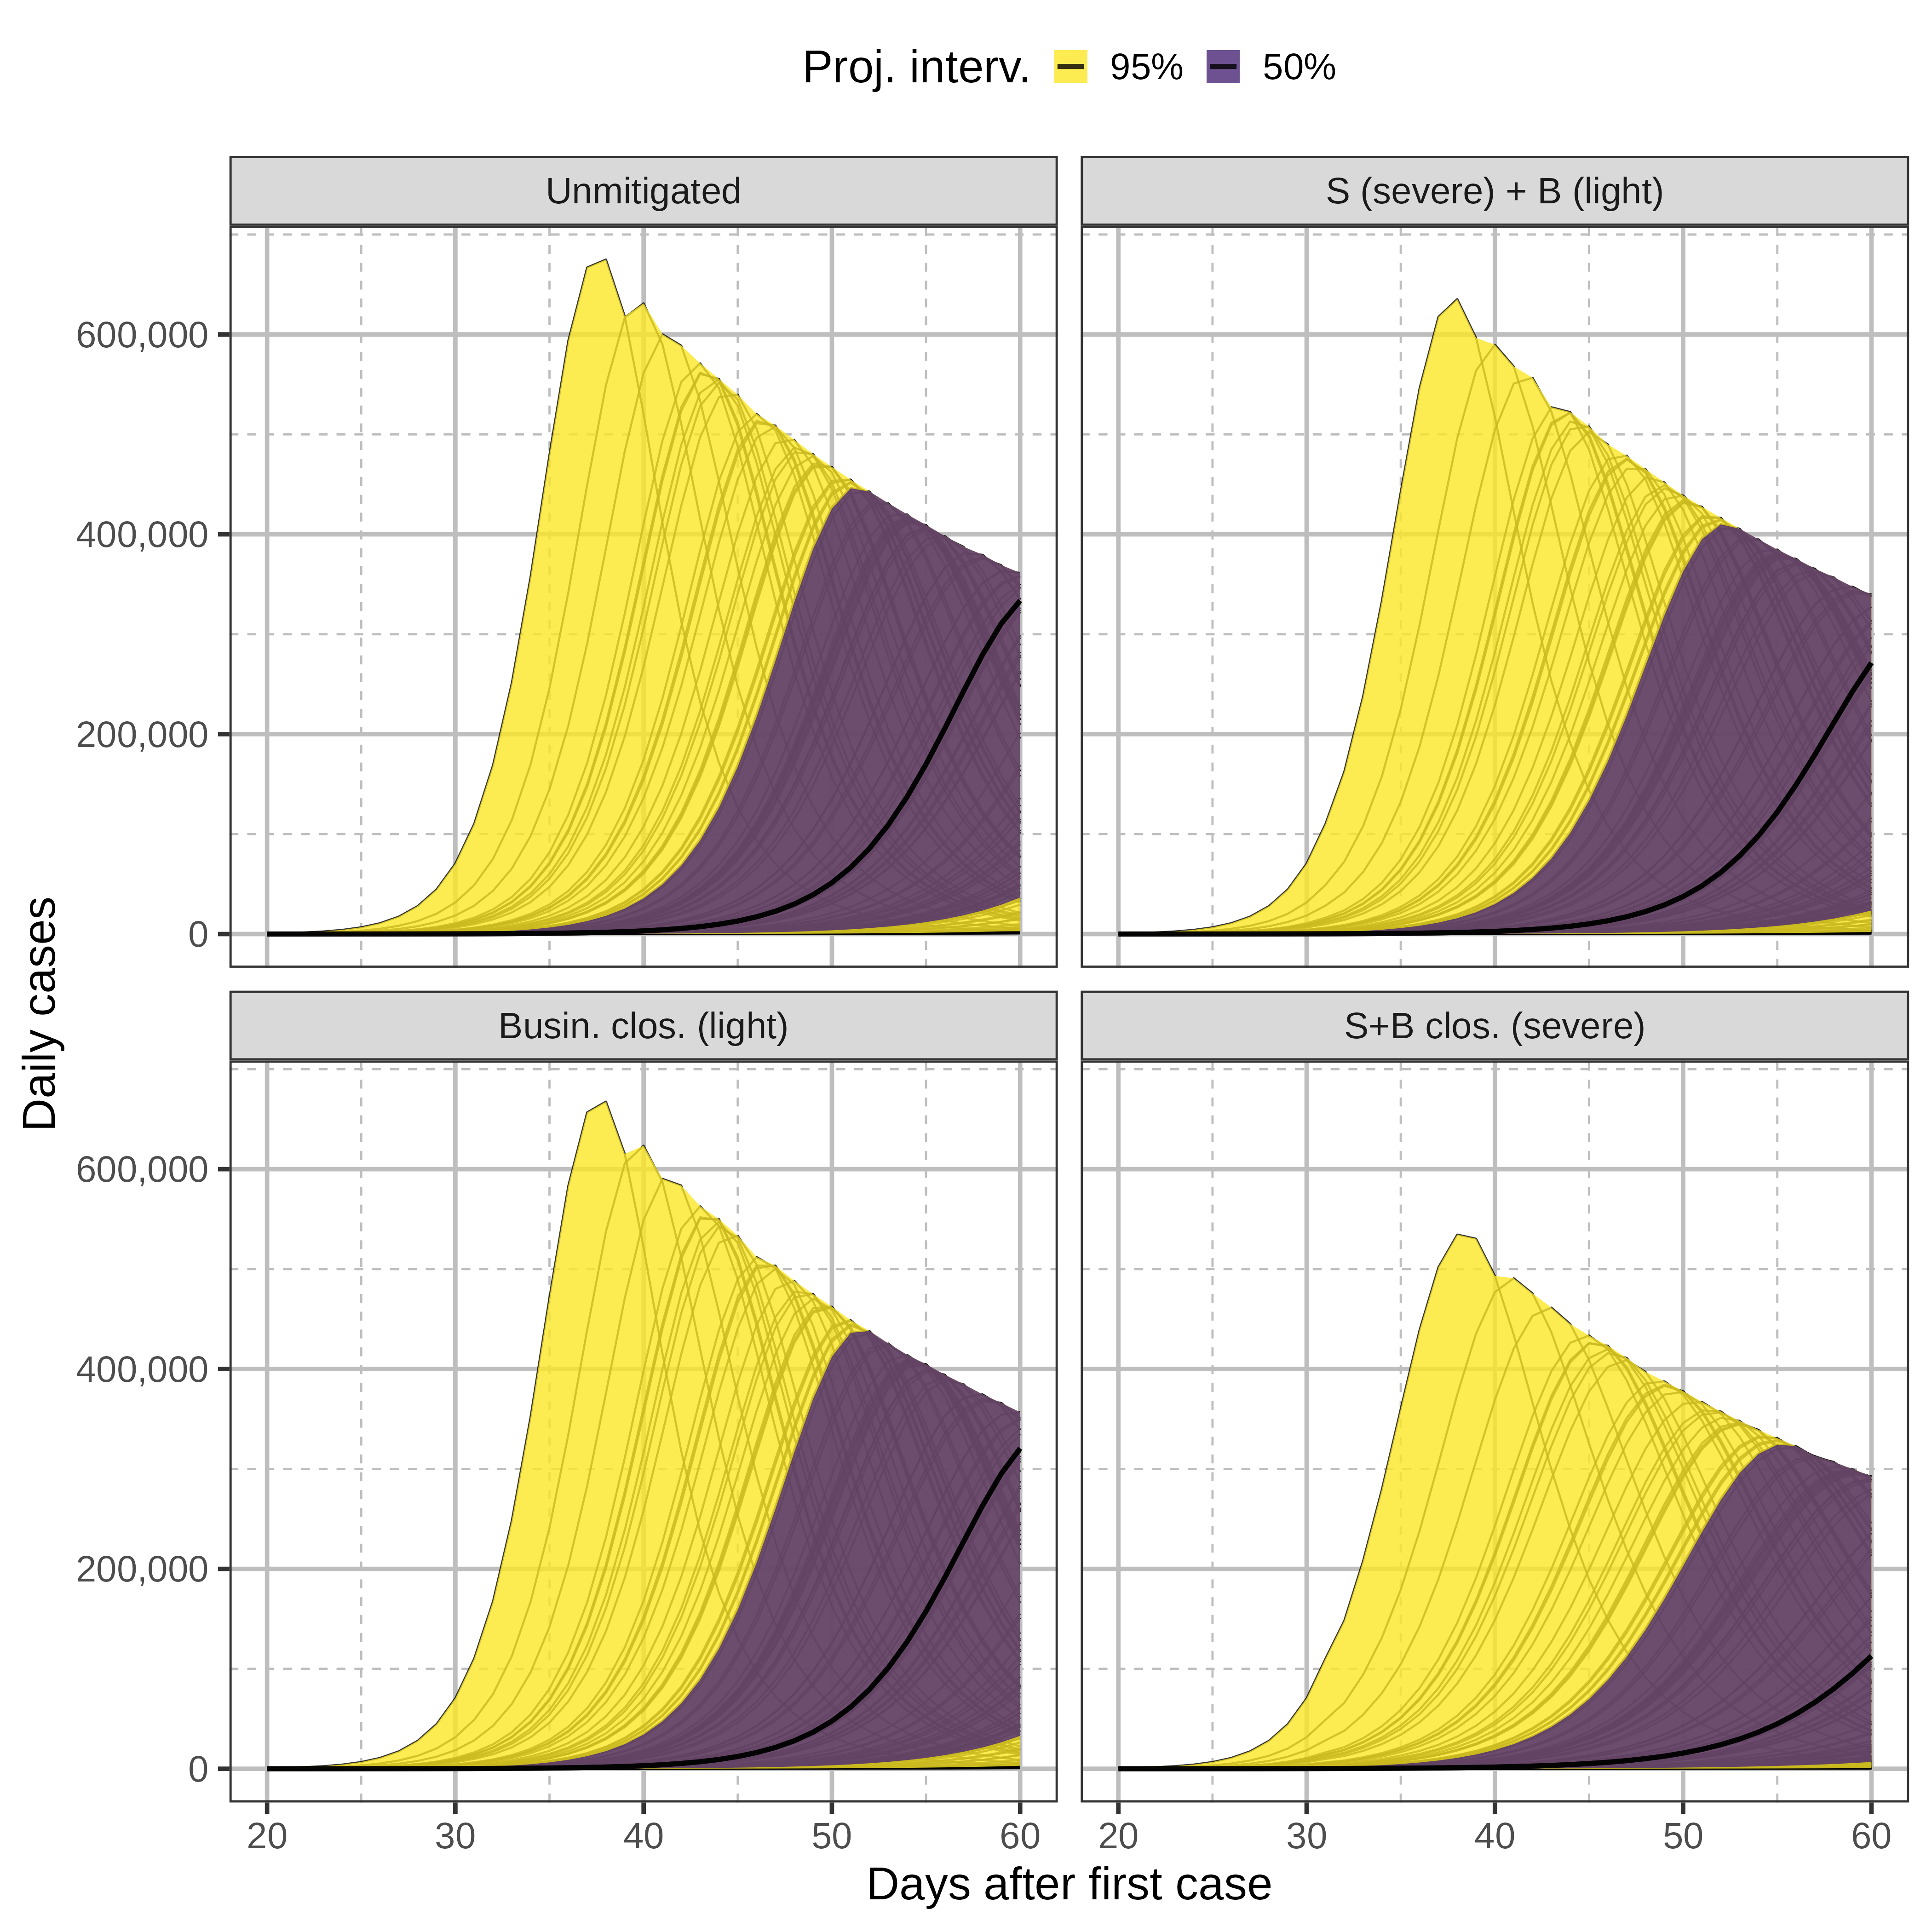 Proj. interv. 95% 50%
Unmitigated
S (severe) + B (light)
600,000
400,000
200,000
0
Daily cases
Busin. clos. (light)
S+B clos. (severe)
600,000
400,000
200,000
0
20 30 40 50 60
20 30 40 50 60
Days after first case